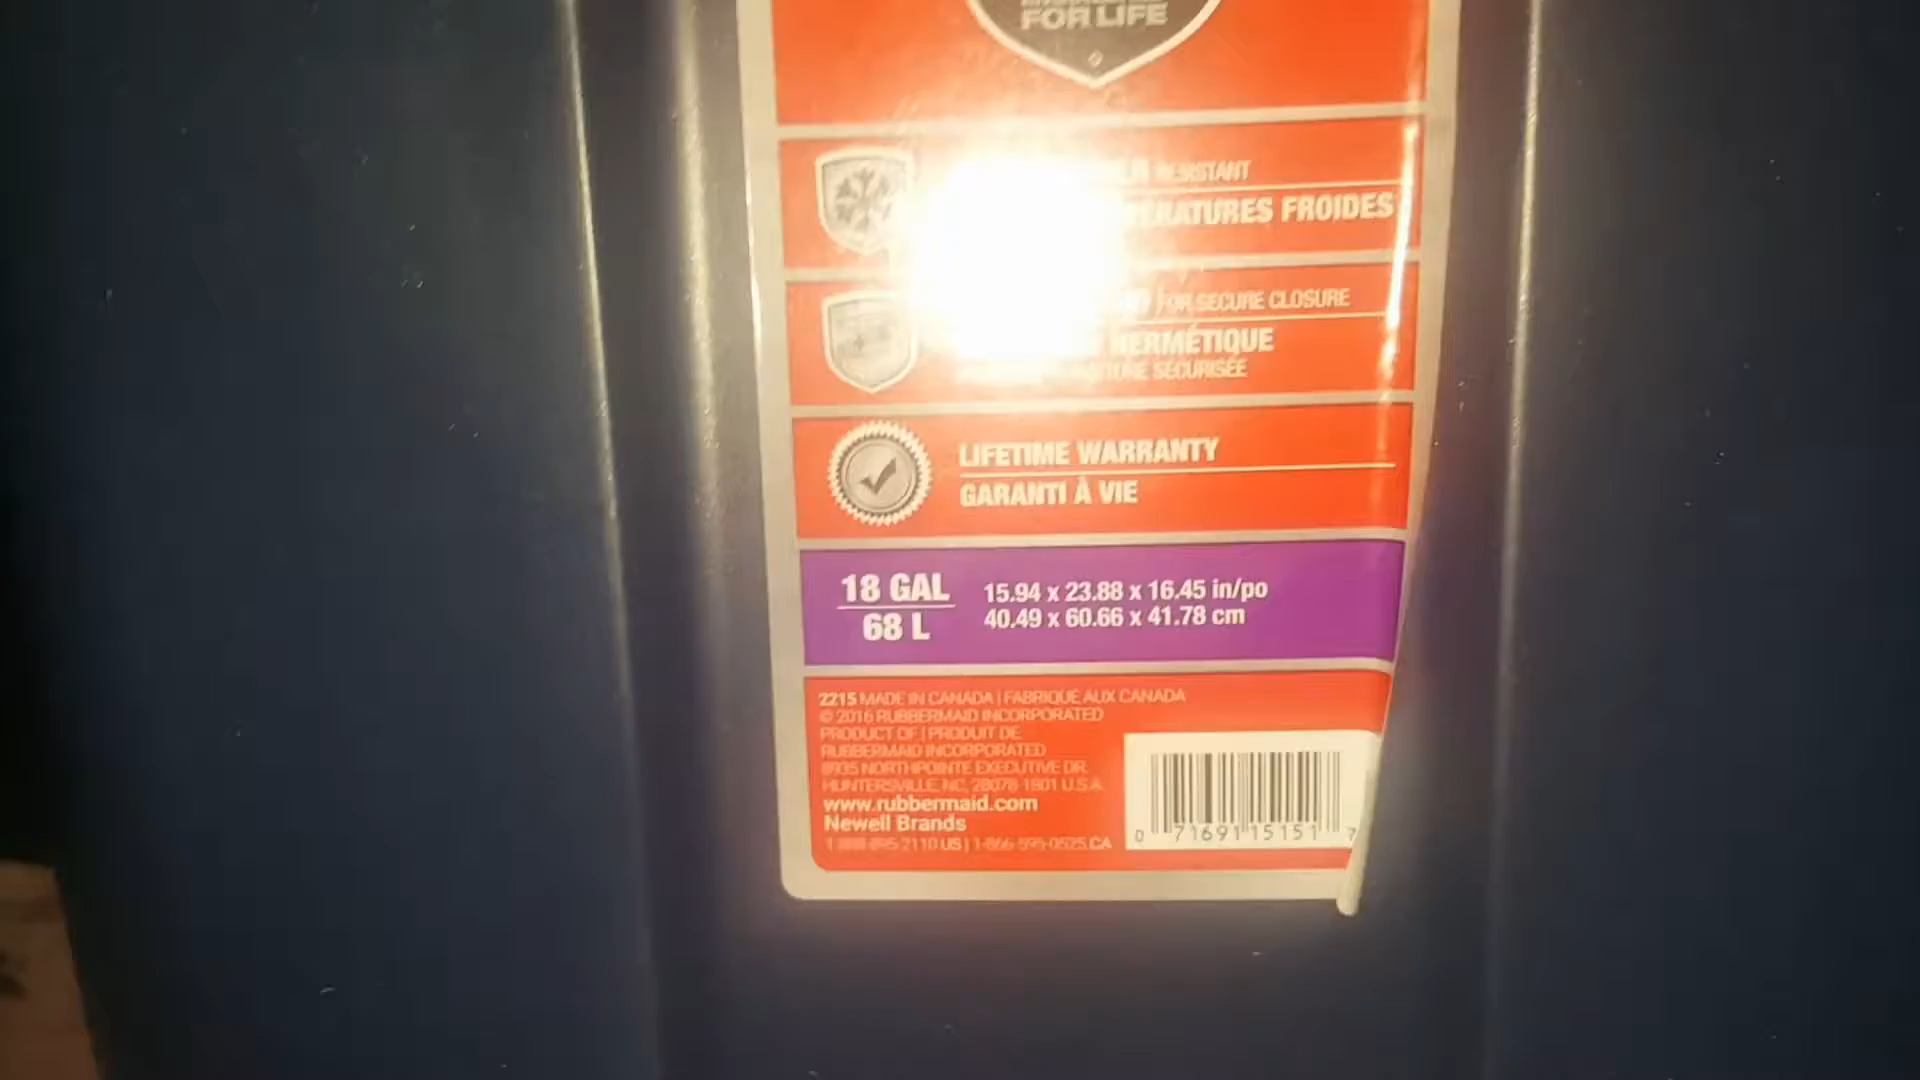 FOR LIFE
RESISTANT
FROIDES
FOR SECURE CLOSURE
HERMÉTIQUE
SÉCURISÉE
LIFETIME WARRANTY
GARANTI À VIE
18 GAL
68 L
15.94 x 23.88 x 16.45 in/po
40.49 x 60.66 x 41.78 cm
2215 MADE IN CANADA | FABRIQUÉ AUX CANADA
© 2016 RUBBERMAID INCORPORATED
PRODUCT OF | PRODUIT DE
RUBBERMAID INCORPORATED
8935 NORTHPOINTE EXECUTIVE DR.
HUNTERSVILLE, NC, 28078-1801 U.S.A.
www.rubbermaid.com
Newell Brands
1-888-895-2110 US | 1-866-595-0525.CA
0 71691 15151 7